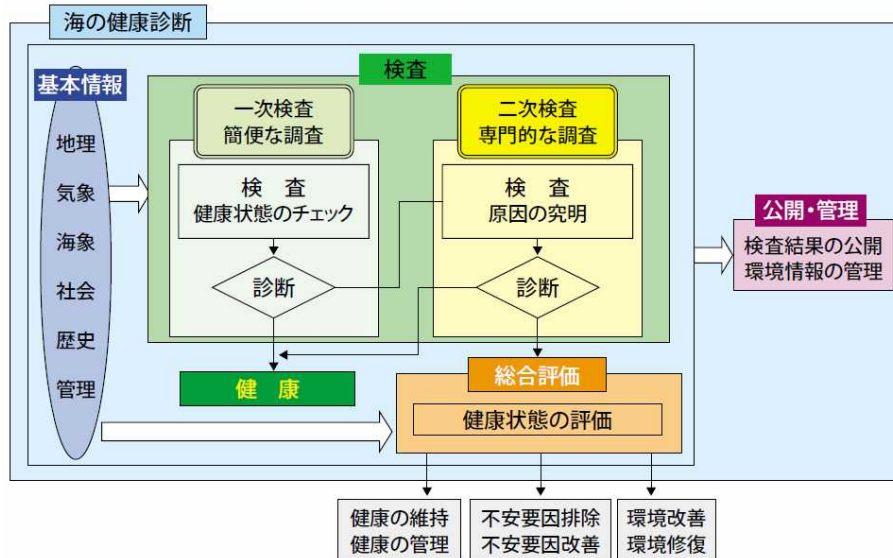 海の健康診断
基本情報
地理
気象
海象
社会
歴史
管理
検査
一次検査
簡便な調査
検 査
健康状態のチェック
診断
二次検査
専門的な調査
検 査
原因の究明
診断
健 康
総合評価
健康状態の評価
公開・管理
検査結果の公開
環境情報の管理
健康の維持
健康の管理
不安要因排除
不安要因改善
環境改善
環境修復